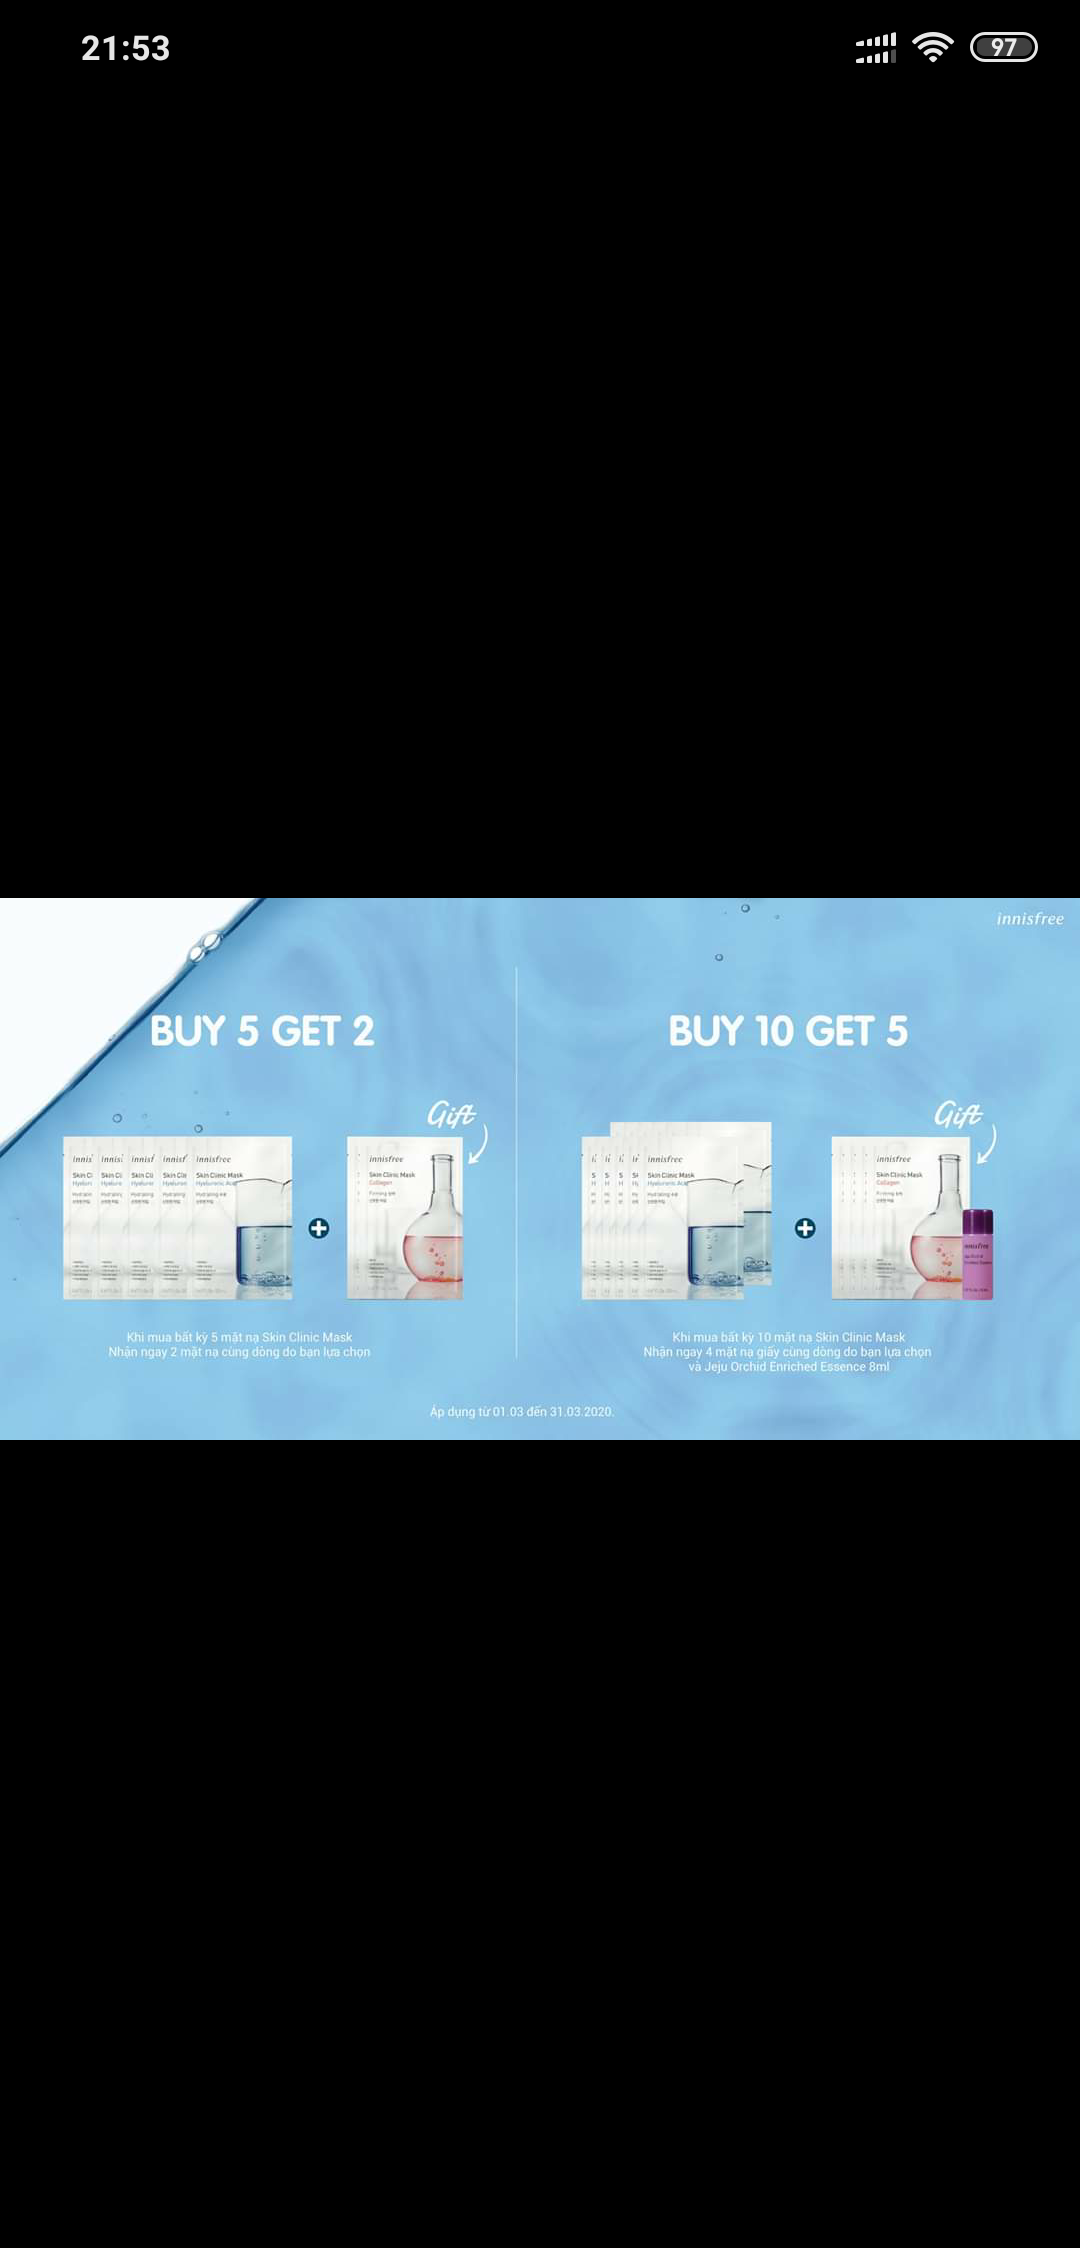 21:53
97
innisfree
BUY 5 GET 2
BUY 10 GET 5
Gift
Gift
innisfree
Skin Clinic Mask
Hyaluronic Acid
innisfree
Skin Clinic Mask
Collagen
innisfree
Skin Clinic Mask
innisfree
Skin Clinic Mask
Collagen
Khi mua bất kỳ 5 mặt nạ Skin Clinic Mask
Nhận ngay 2 mặt nạ cùng dòng do bạn lựa chọn
Khi mua bất kỳ 10 mặt nạ Skin Clinic Mask
Nhận ngay 4 mặt nạ giấy cùng dòng do bạn lựa chọn
và Jeju Orchid Enriched Essence 8ml
Áp dụng từ 01.03 đến 31.03.2020.